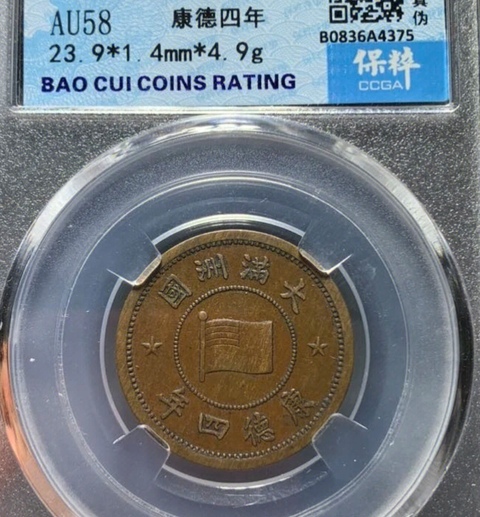 AU58 康德四年
23.9*1.4mm*4.9g
BAO CUI COINS RATING
真伪
B0836A4375
保粹
CCGA
大滿洲國
康德四年